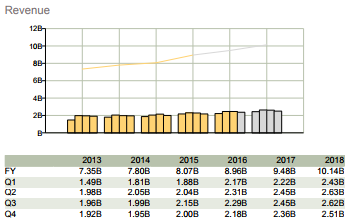 Revenue
12B
10B
8B
6B
4B
2B
B
2013 2014 2015 2016 2017 2018
FY 7.35B 7.80B 8.07B 8.96B 9.48B 10.14B
Q1 1.49B 1.81B 1.88B 2.17B 2.22B 2.43B
Q2 1.98B 2.05B 2.04B 2.31B 2.45B 2.63B
Q3 1.96B 1.99B 2.15B 2.29B 2.45B 2.62B
Q4 1.92B 1.95B 2.00B 2.18B 2.36B 2.51B